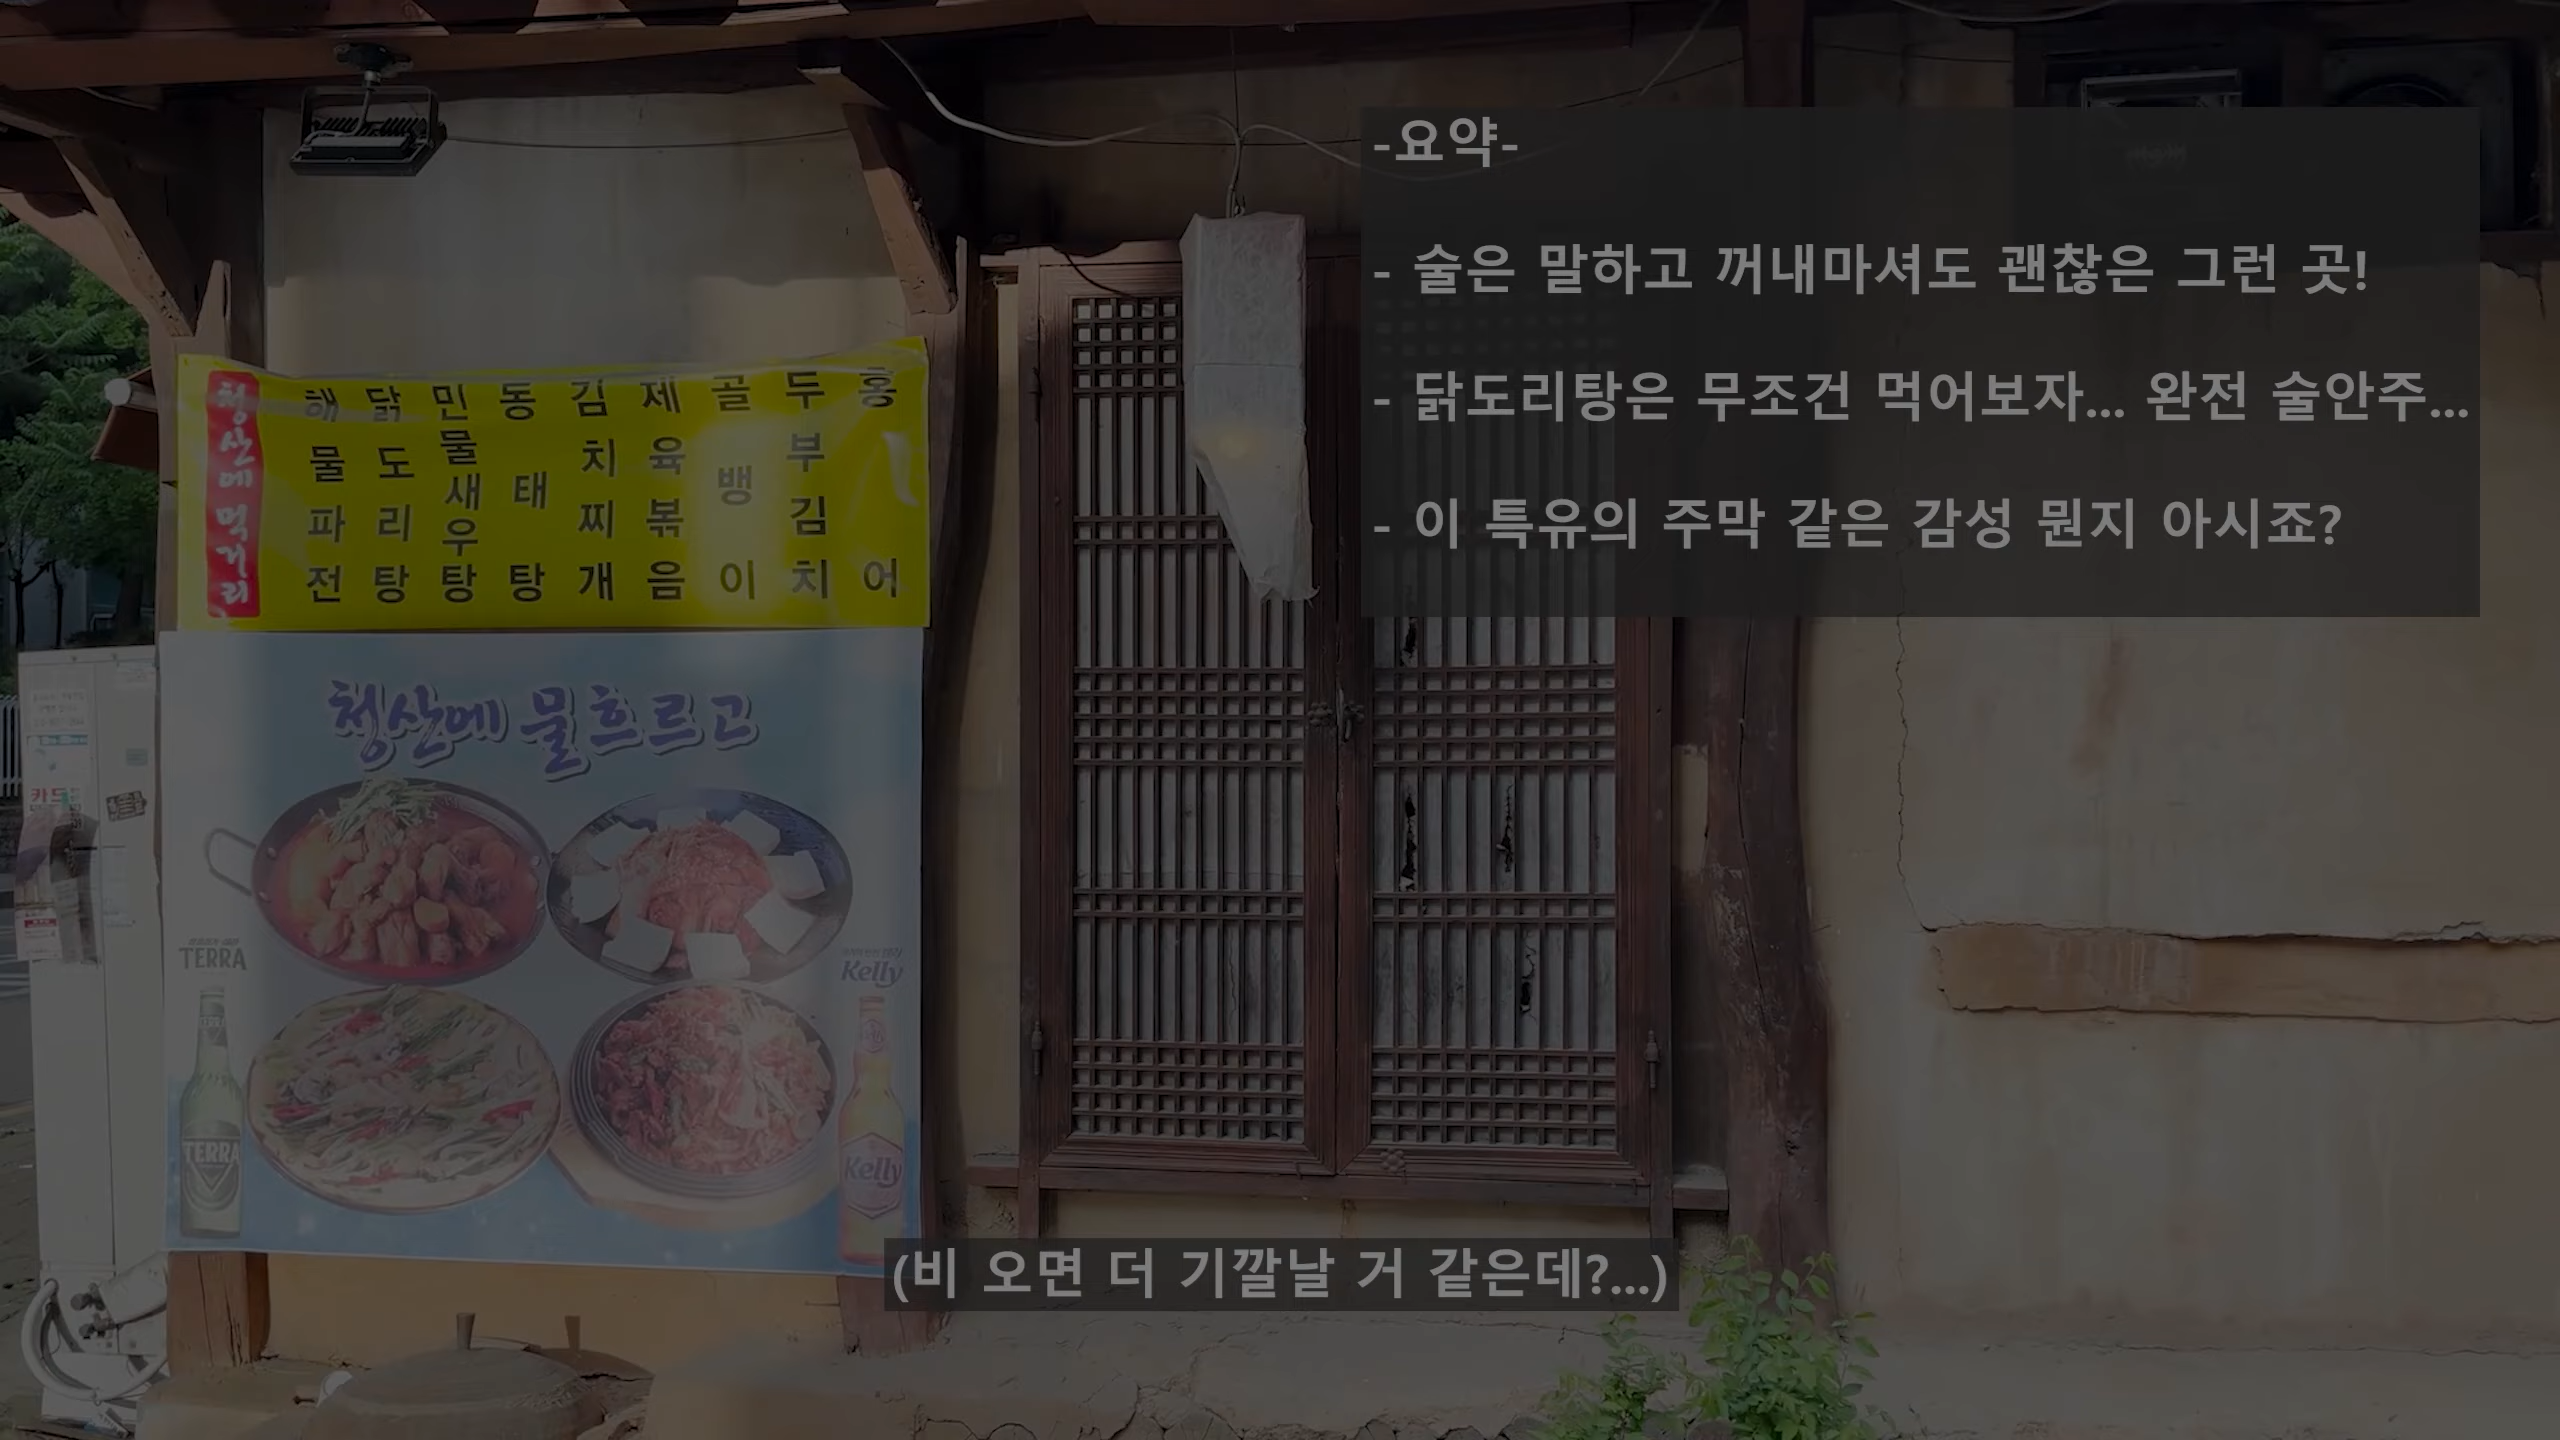 -요약-
- 술은 말하고 꺼내마셔도 괜찮은 그런 곳!
- 닭도리탕은 무조건 먹어보자... 완전 술안주...
- 이 특유의 주막 같은 감성 뭔지 아시죠?
청산에 먹거리
해물파전
닭도리탕
민물새우탕
동태탕
김치찌개
제육볶음
골뱅이
두부김치
홍어
청산에 물흐르고
TERRA
Kelly
TERRA
Kelly
카드
(비 오면 더 기깔날 거 같은데?...)